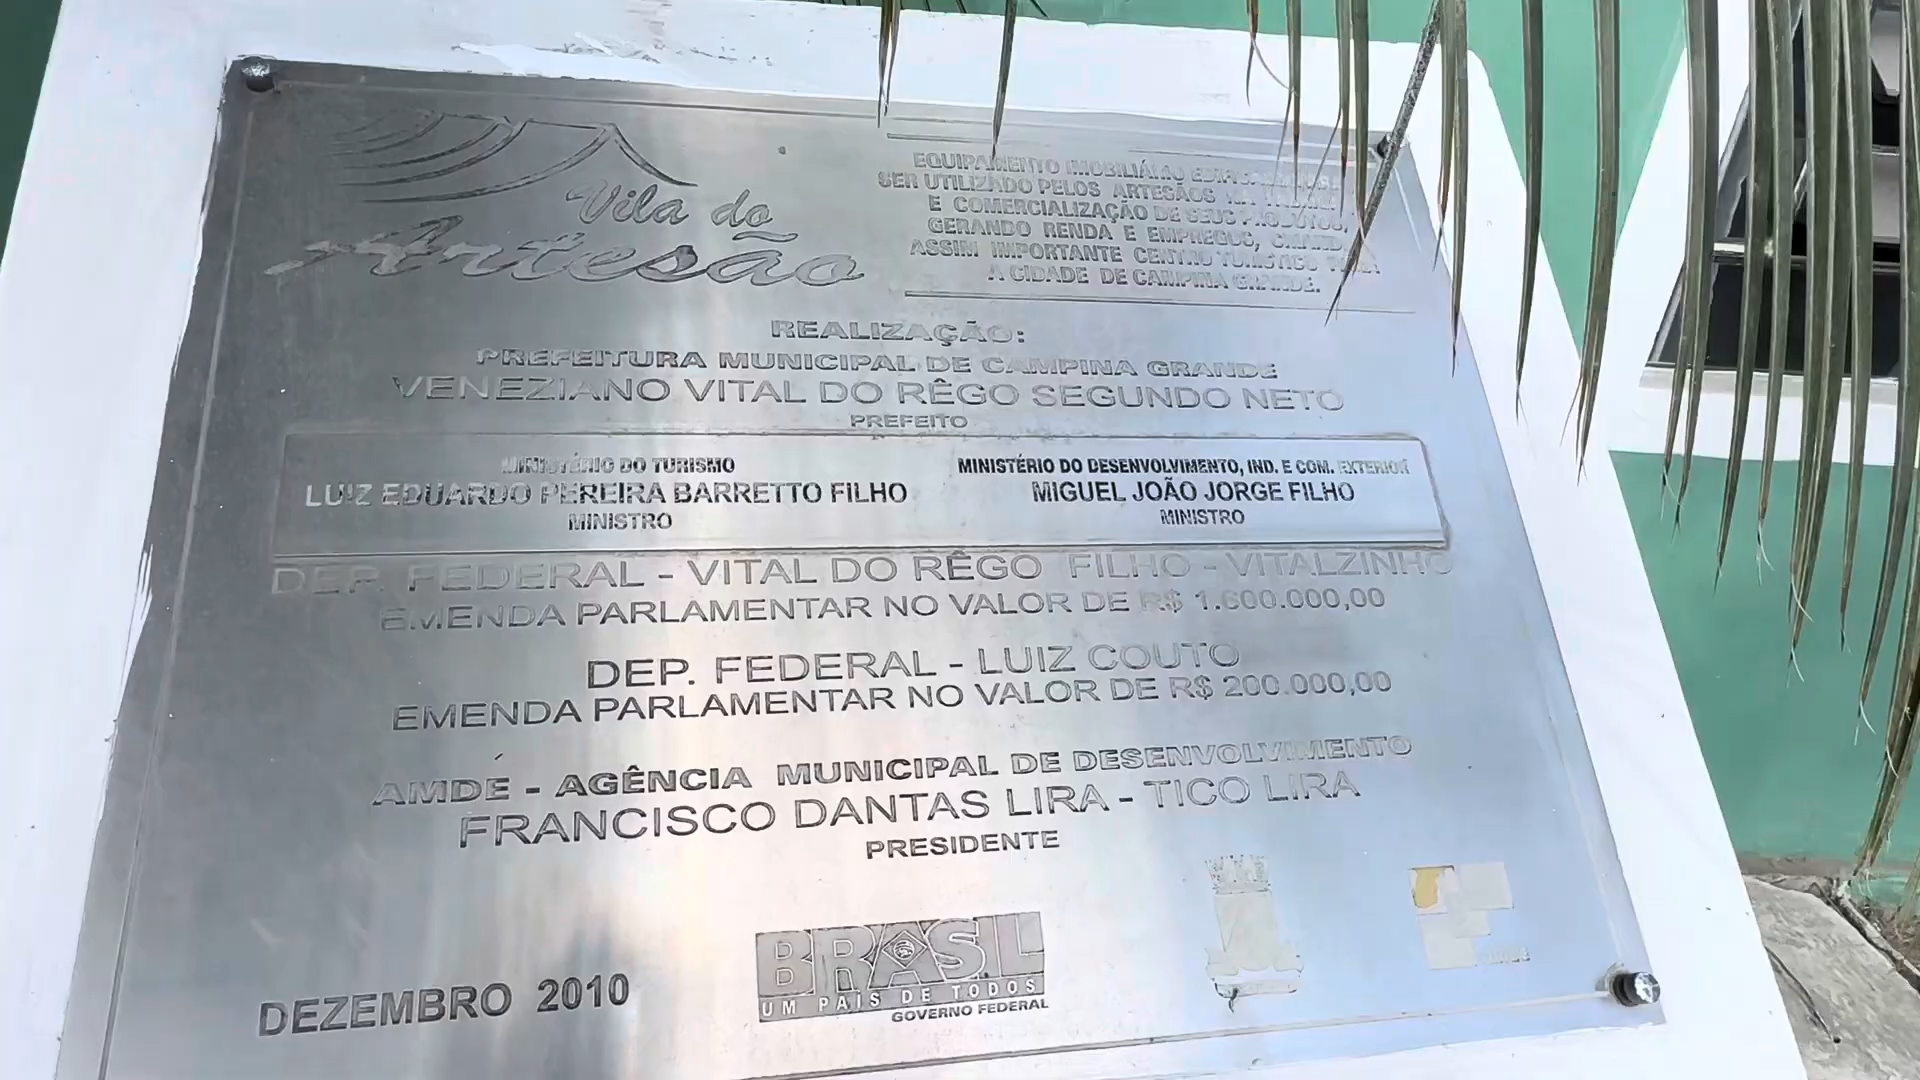 Vila do
Artesão
EQUIPAMENTO IMOBILIÁRIO
SER UTILIZADO PELOS ARTESÃOS NA
E COMERCIALIZAÇÃO DE SEUS PRODUTOS,
GERANDO RENDA E EMPREGOS,
ASSIM IMPORTANTE CENTRO TURÍSTICO
A CIDADE DE CAMPINA GRANDE.
REALIZAÇÃO:
PREFEITURA MUNICIPAL DE CAMPINA GRANDE
VENEZIANO VITAL DO RÊGO SEGUNDO NETO
PREFEITO
MINISTÉRIO DO TURISMO
LUIZ EDUARDO PEREIRA BARRETTO FILHO
MINISTRO
MINISTÉRIO DO DESENVOLVIMENTO, IND. E COM. EXTERIOR
MIGUEL JOÃO JORGE FILHO
MINISTRO
DEP. FEDERAL - VITAL DO RÊGO FILHO - VITALZINHO
EMENDA PARLAMENTAR NO VALOR DE R$ 1.600.000,00
DEP. FEDERAL - LUIZ COUTO
EMENDA PARLAMENTAR NO VALOR DE R$ 200.000,00
AMDE - AGÊNCIA MUNICIPAL DE DESENVOLVIMENTO
FRANCISCO DANTAS LIRA - TICO LIRA
PRESIDENTE
DEZEMBRO 2010
BRASIL
UM PAÍS DE TODOS
GOVERNO FEDERAL